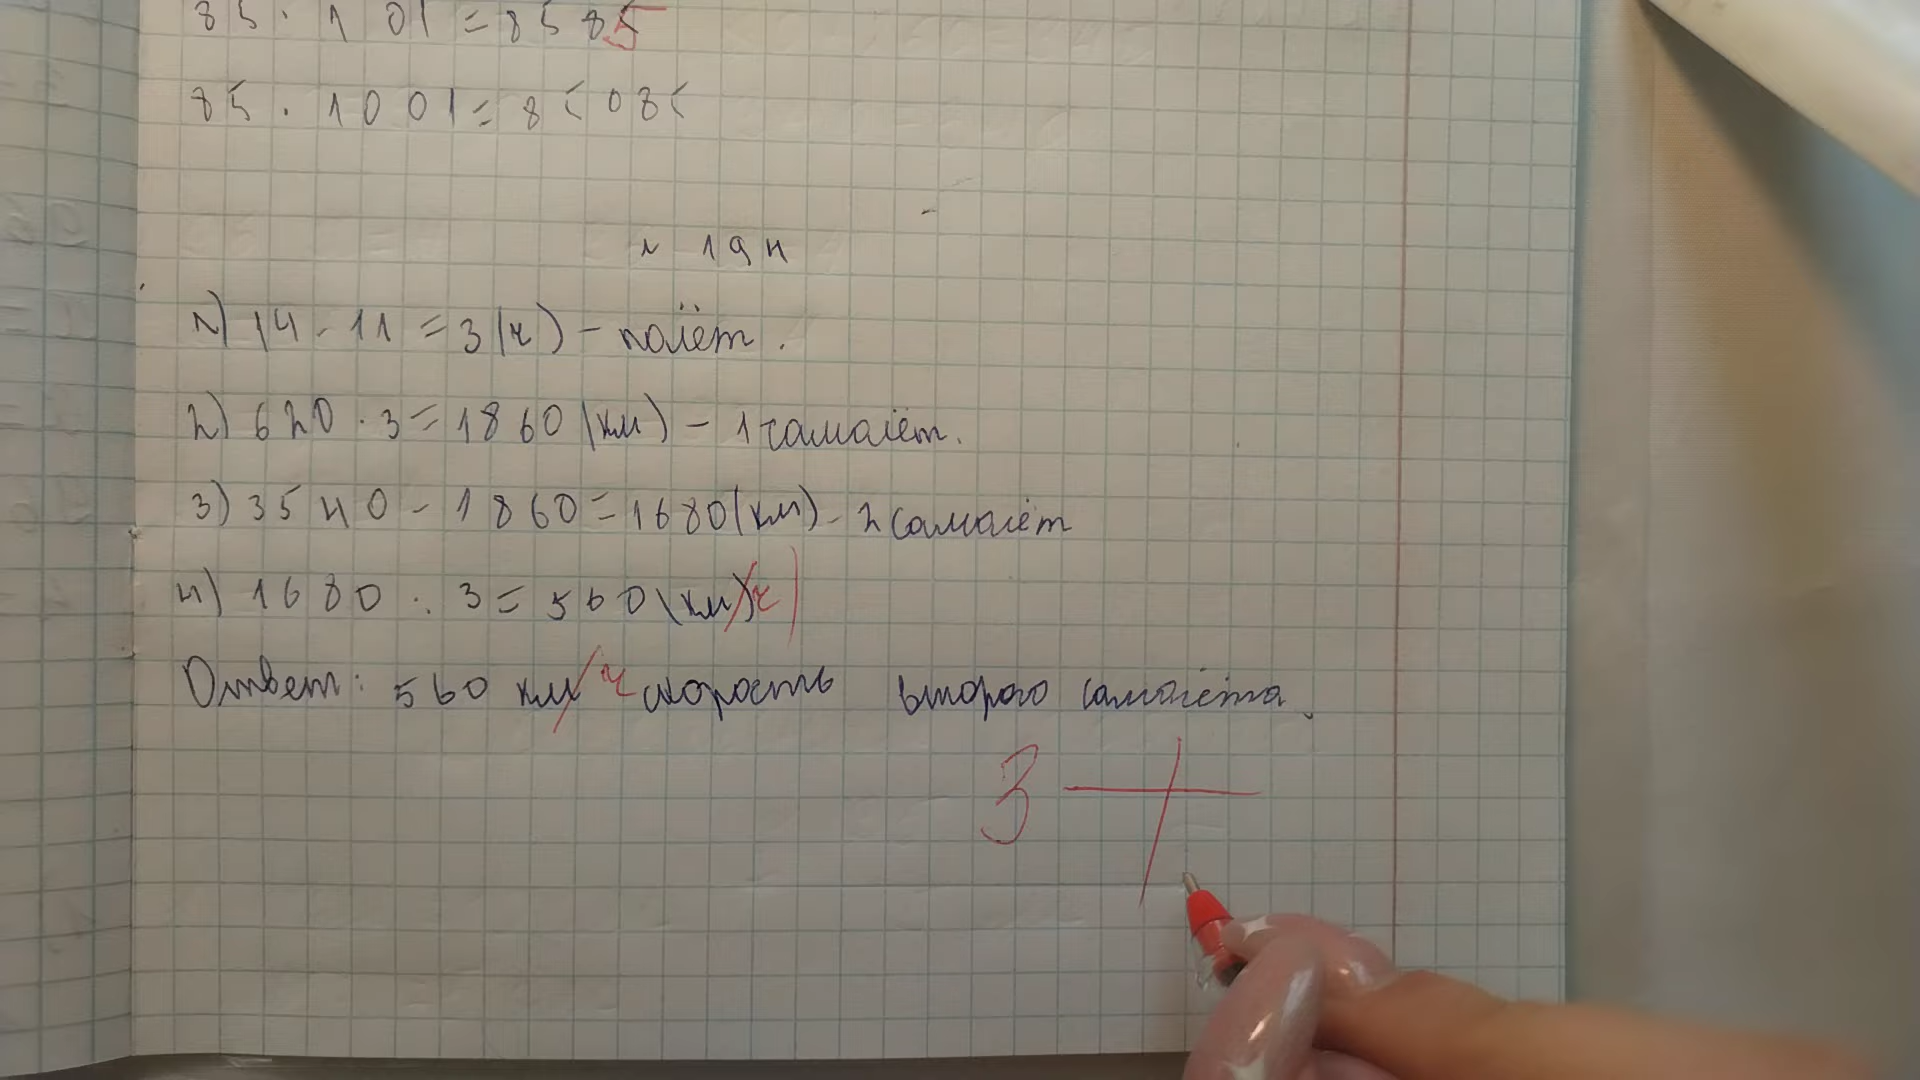 85 · 101 = 8585
85 · 1001 = 85085
N 194
1) 14 - 11 = 3 (ч) - полёт.
2) 620 · 3 = 1860 (км) - 1 самолёт.
3) 3540 - 1860 = 1680 (км) - 2 самолёт
4) 1680 : 3 = 560 (км/ч)
Ответ: 560 км/ч скорость второго самолёта.
3 +